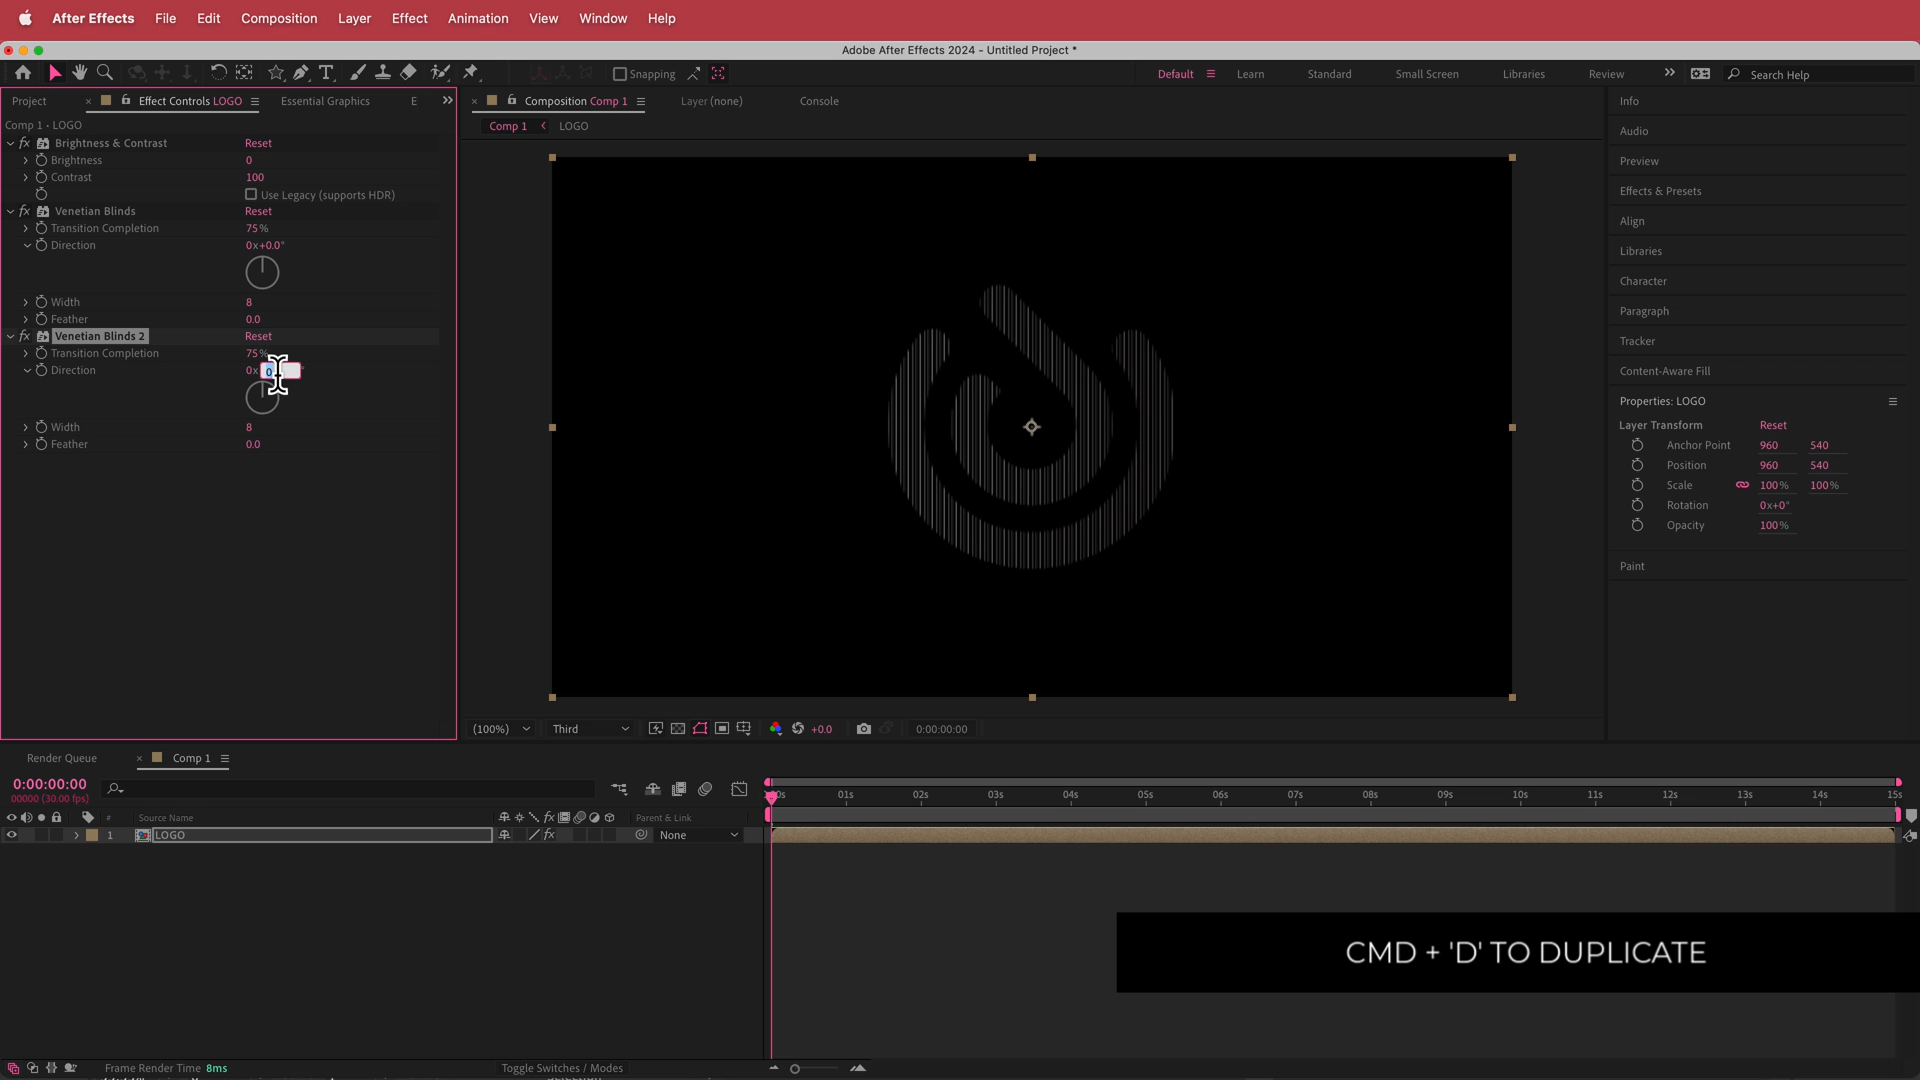 After Effects File Edit Composition Layer Effect Animation View Window Help
Adobe After Effects 2024 - Untitled Project *
Snapping Default Learn Standard Small Screen Libraries Review Search Help
Project × Effect Controls LOGO Essential Graphics E
Comp 1 • LOGO
fx Brightness & Contrast Reset
Brightness 0
Contrast 100
Use Legacy (supports HDR)
fx Venetian Blinds Reset
Transition Completion 75%
Direction 0x+0.0°
Width 8
Feather 0.0
fx Venetian Blinds 2 Reset
Transition Completion 75%
Direction 0x 0 °
Width 8
Feather 0.0
× Composition Comp 1 Layer (none) Console
Comp 1 LOGO
(100%) Third +0.0 0:00:00:00
Info
Audio
Preview
Effects & Presets
Align
Libraries
Character
Paragraph
Tracker
Content-Aware Fill
Properties: LOGO
Layer Transform Reset
Anchor Point 960 540
Position 960 540
Scale 100% 100%
Rotation 0x+0°
Opacity 100%
Paint
Render Queue × Comp 1
0:00:00:00
00000 (30.00 fps)
01s 02s 03s 04s 05s 06s 07s 08s 09s 10s 11s 12s 13s 14s 15s
# Source Name fx Parent & Link
1 LOGO fx None
CMD + 'D' TO DUPLICATE
Frame Render Time 8ms Toggle Switches / Modes